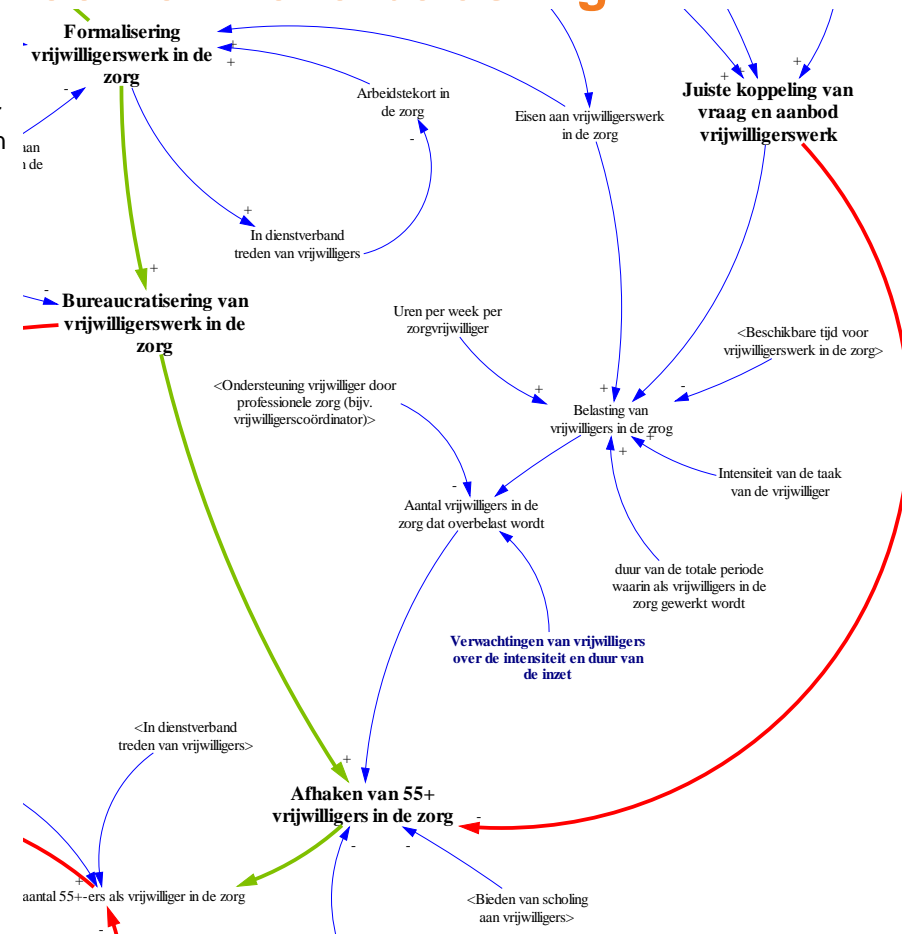 Formalisering
vrijwilligerswerk in de
zorg
Arbeidstekort in
de zorg
Eisen aan vrijwilligerswerk
in de zorg
Juiste koppeling van
vraag en aanbod
vrijwilligerswerk
In dienstverband
treden van vrijwilligers
Bureaucratisering van
vrijwilligerswerk in de
zorg
Uren per week per
zorgvrijwilliger
<Beschikbare tijd voor
vrijwilligerswerk in de zorg>
<Ondersteuning vrijwilliger door
professionele zorg (bijv.
vrijwilligerscoördinator)>
Belasting van
vrijwilligers in de zrog
Intensiteit van de taak
van de vrijwilliger
Aantal vrijwilligers in de
zorg dat overbelast wordt
duur van de totale periode
waarin als vrijwilligers in de
zorg gewerkt wordt
Verwachtingen van vrijwilligers
over de intensiteit en duur van
de inzet
<In dienstverband
treden van vrijwilligers>
Afhaken van 55+
vrijwilligers in de zorg
aantal 55+-ers als vrijwilliger in de zorg
<Bieden van scholing
aan vrijwilligers>